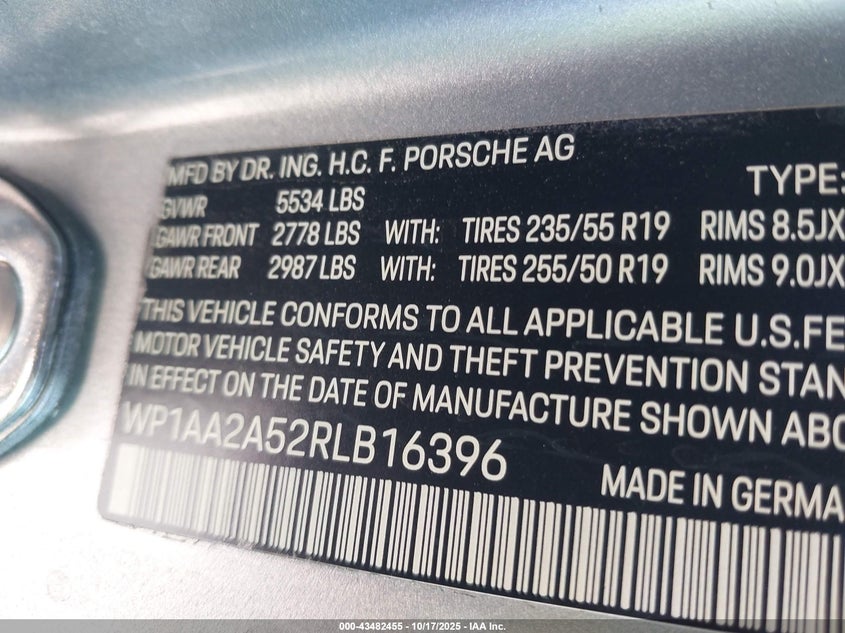 MFD BY DR. ING. H.C. F. PORSCHE AG TYPE:
GVWR 5534 LBS
GAWR FRONT 2778 LBS WITH: TIRES 235/55 R19 RIMS 8.5JX
GAWR REAR 2987 LBS WITH: TIRES 255/50 R19 RIMS 9.0JX
THIS VEHICLE CONFORMS TO ALL APPLICABLE U.S.FE
MOTOR VEHICLE SAFETY AND THEFT PREVENTION STAN
IN EFFECT ON THE DATE OF MANUFACTURE SHOWN ABO
WP1AA2A52RLB16396
MADE IN GERMA
000-43482455 - 10/17/2025 - IAA Inc.